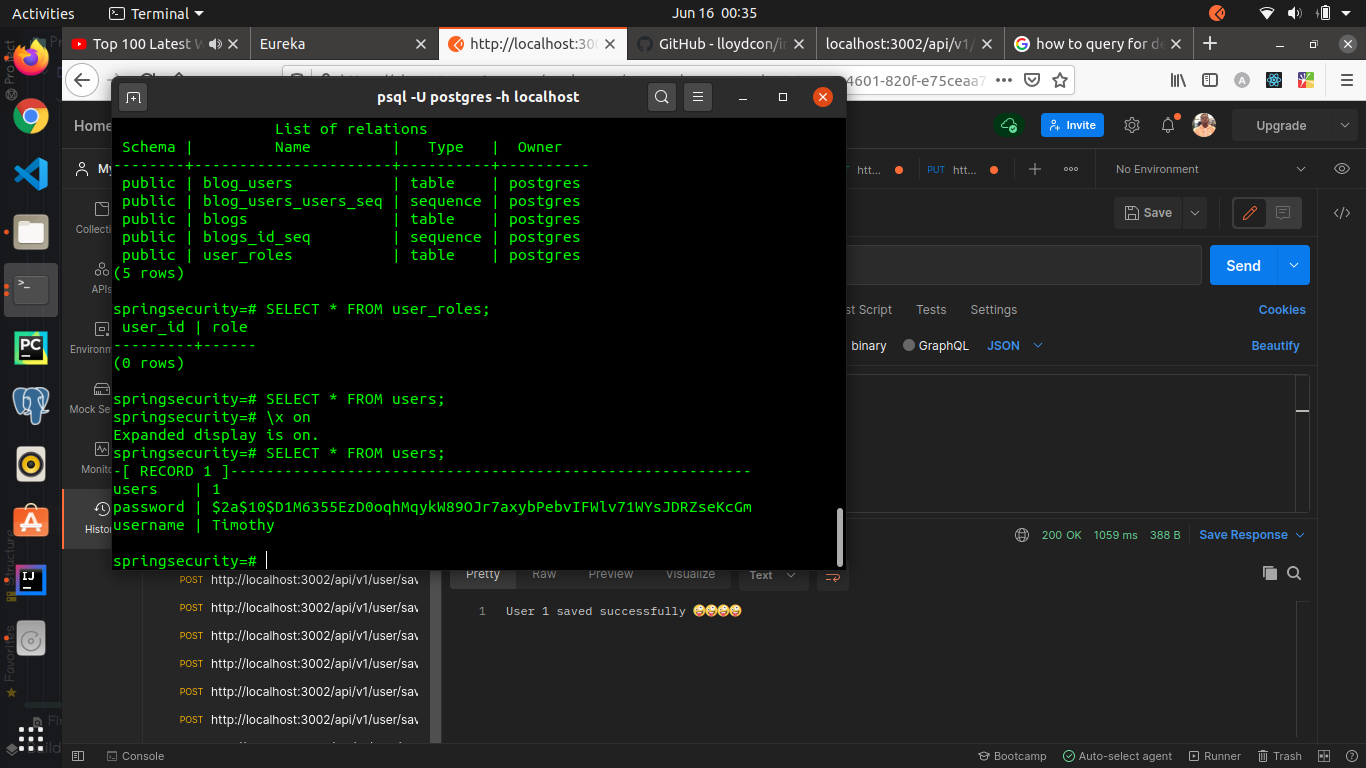 Activities Terminal Jun 16 00:35
Top 100 Latest Eureka http://localhost:300 GitHub - lloydcon/in localhost:3002/api/v1/ how to query for de
4601-820f-e75ceaa7
psql -U postgres -h localhost
Home Invite Upgrade
My htt... PUT htt... No Environment
List of relations
Schema | Name | Type | Owner
--------+---------------------+----------+----------
public | blog_users | table | postgres
public | blog_users_users_seq | sequence | postgres
public | blogs | table | postgres
public | blogs_id_seq | sequence | postgres
public | user_roles | table | postgres
(5 rows)
springsecurity=# SELECT * FROM user_roles;
user_id | role
---------+------
(0 rows)
springsecurity=# SELECT * FROM users;
springsecurity=# \x on
Expanded display is on.
springsecurity=# SELECT * FROM users;
-[ RECORD 1 ]----------------------------------------------------------
users | 1
password | $2a$10$D1M6355EzD0oqhMqykW89OJr7axybPebvIFWlv71WYsJDRZseKcGm
username | Timothy
springsecurity=#
Collecti
APIs
Environm
Mock Se
Monito
Histo
Save
Send
st Script Tests Settings Cookies
binary GraphQL JSON Beautify
200 OK 1059 ms 388 B Save Response
Pretty Raw Preview Visualize Text
1 User 1 saved successfully 🤪🤪🤪🤪
POST http://localhost:3002/api/v1/user/sav
POST http://localhost:3002/api/v1/user/sav
POST http://localhost:3002/api/v1/user/sav
POST http://localhost:3002/api/v1/user/sav
POST http://localhost:3002/api/v1/user/sav
POST http://localhost:3002/api/v1/user/sav
Console Bootcamp Auto-select agent Runner Trash